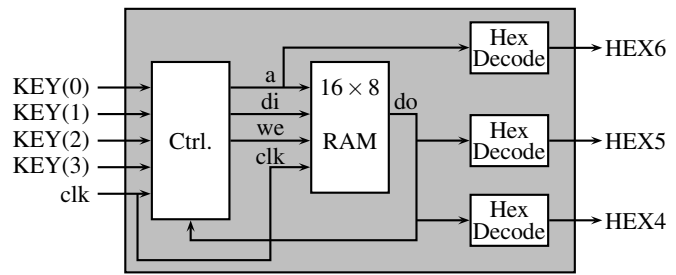 KEY(0)
KEY(1)
KEY(2)
KEY(3)
clk
Ctrl.
a
di
we
clk
16 × 8
RAM
do
Hex
Decode
HEX6
Hex
Decode
HEX5
Hex
Decode
HEX4